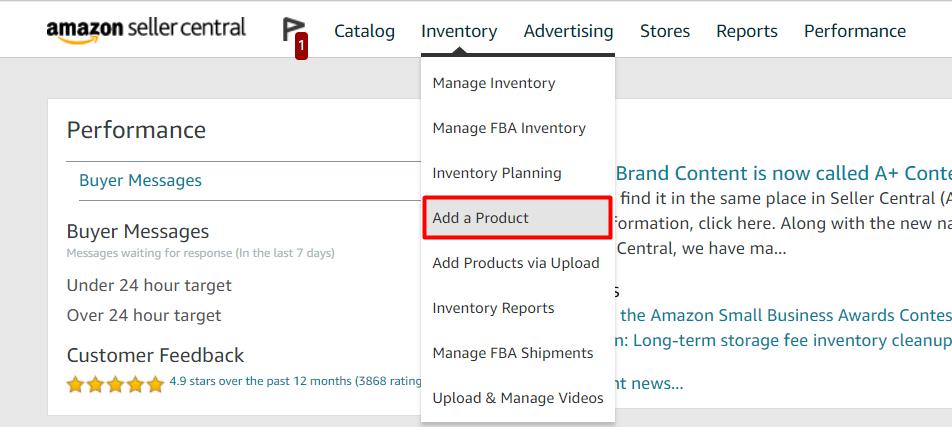 amazon seller central
1
Catalog
Inventory
Advertising
Stores
Reports
Performance
Manage Inventory
Manage FBA Inventory
Inventory Planning
Add a Product
Add Products via Upload
Inventory Reports
Manage FBA Shipments
Upload & Manage Videos
Performance
Buyer Messages
Buyer Messages
Messages waiting for response (In the last 7 days)
Under 24 hour target
Over 24 hour target
Customer Feedback
4.9 stars over the past 12 months (3868 rating
Brand Content is now called A+ Conte
find it in the same place in Seller Central (A
formation, click here. Along with the new na
Central, we have ma...
s
the Amazon Small Business Awards Contes
n: Long-term storage fee inventory cleanup
nt news...